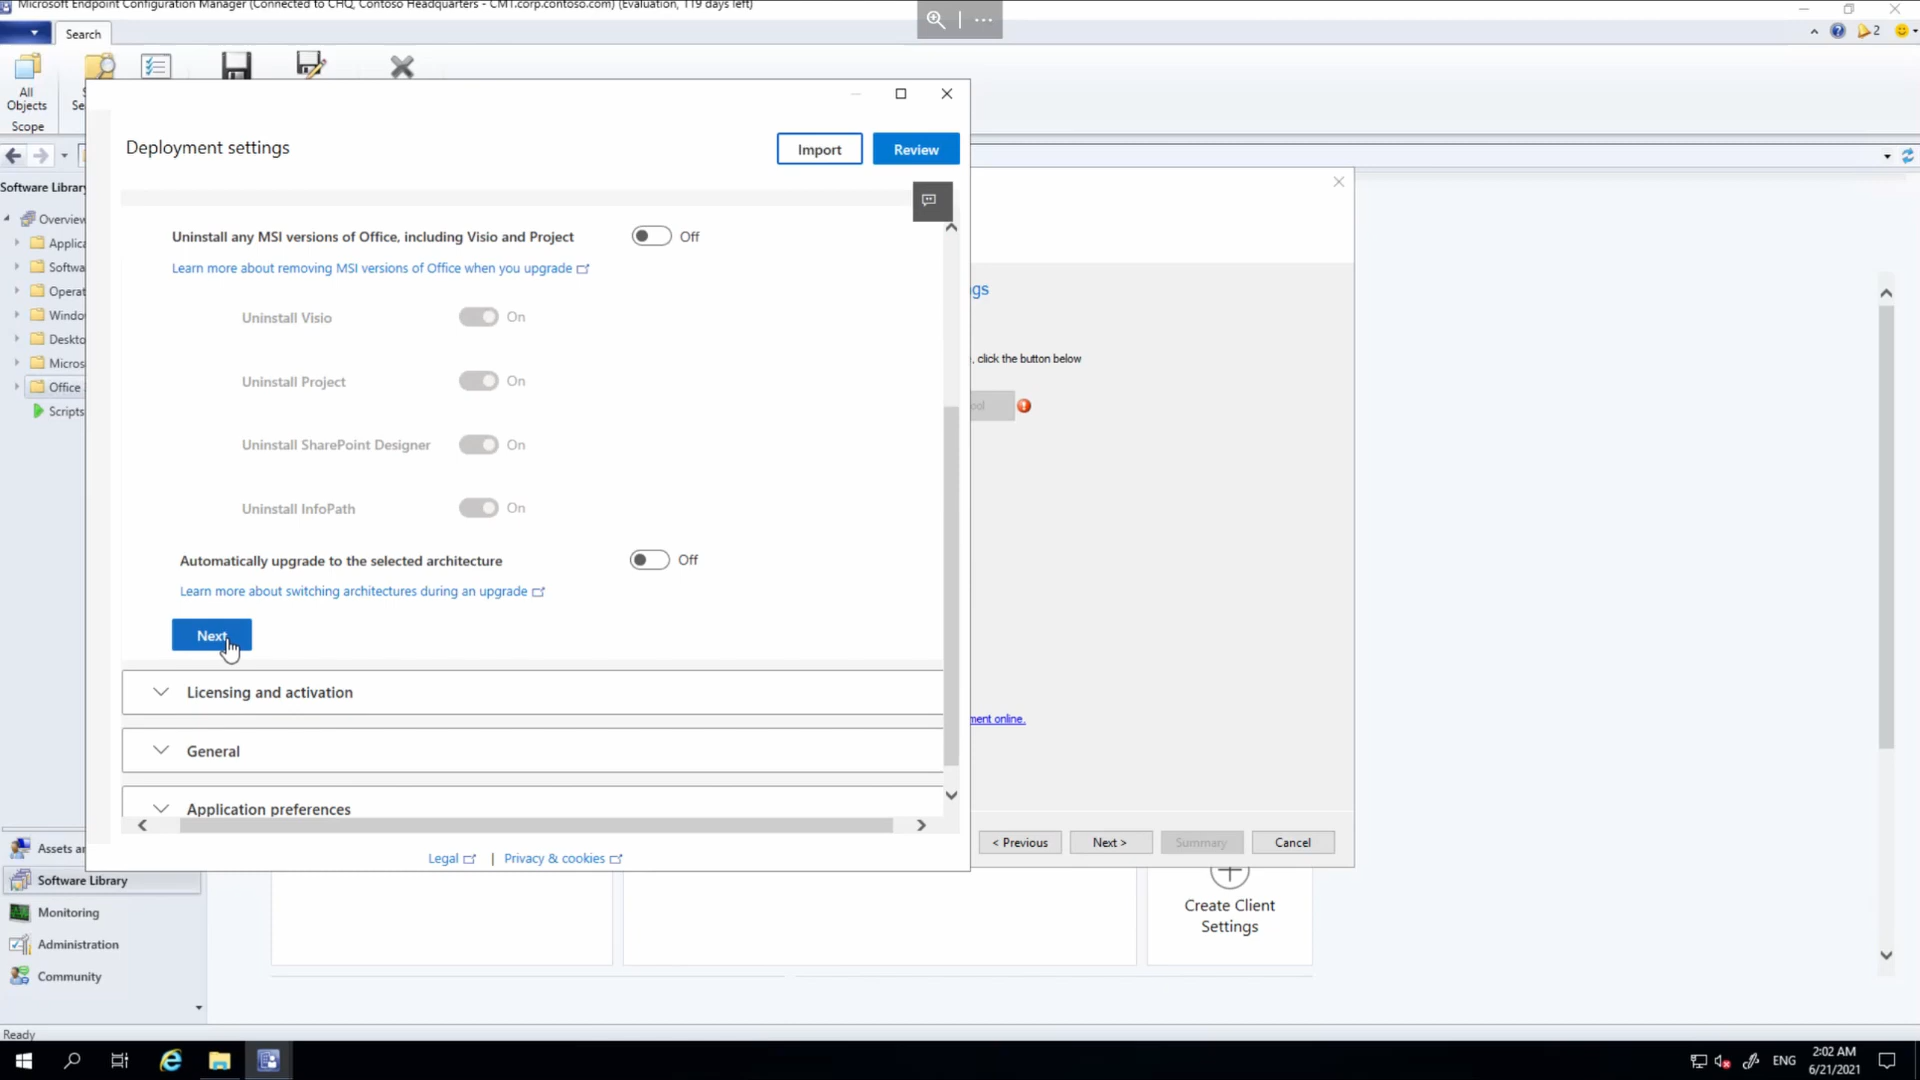 Microsoft Endpoint Configuration Manager (Connected to CHQ, Contoso Headquarters - CMT.corp.contoso.com) (Evaluation, 119 days left)
Search
2
All
Objects
Se
Scope
Deployment settings
Import
Review
Software Library
Overview
Applica
Softwa
Operat
Windo
Deskto
Micros
Office
Scripts
Uninstall any MSI versions of Office, including Visio and Project
Off
Learn more about removing MSI versions of Office when you upgrade
Uninstall Visio
On
Uninstall Project
On
Uninstall SharePoint Designer
On
Uninstall InfoPath
On
Automatically upgrade to the selected architecture
Off
Learn more about switching architectures during an upgrade
Next
Licensing and activation
General
Application preferences
Legal | Privacy & cookies
gs
, click the button below
ool
ment online.
< Previous
Next >
Summary
Cancel
Create Client
Settings
Assets an
Software Library
Monitoring
Administration
Community
Ready
ENG
2:02 AM
6/21/2021